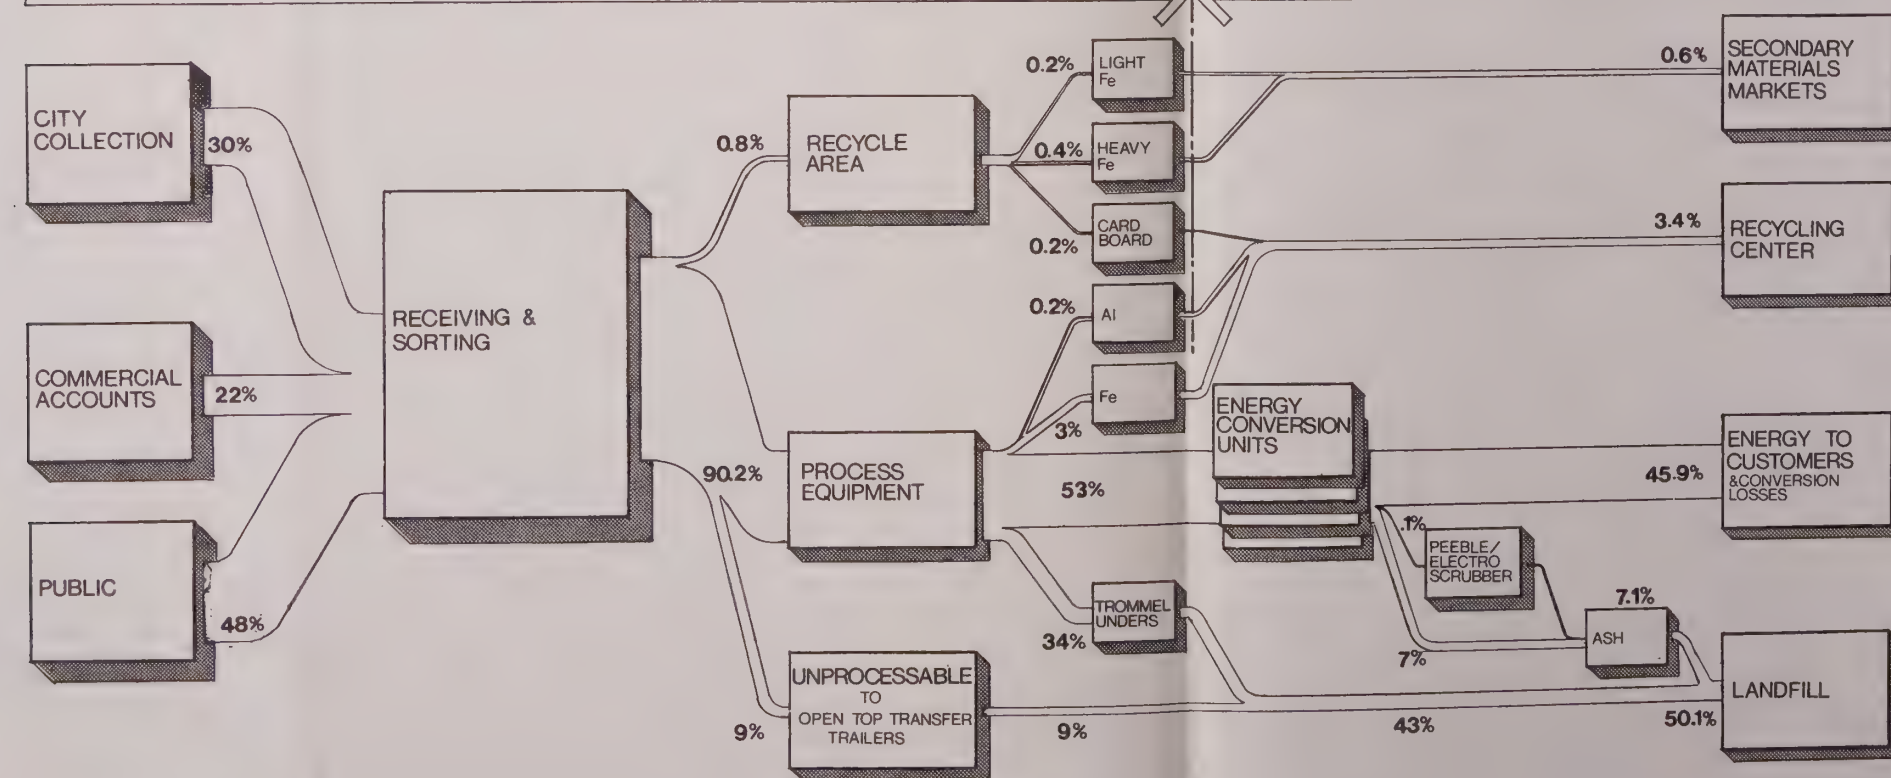 CITY
COLLECTION
30%
COMMERCIAL
ACCOUNTS
22%
PUBLIC
48%
RECEIVING &
SORTING
0.8%
90.2%
9%
RECYCLE
AREA
PROCESS
EQUIPMENT
UNPROCESSABLE
TO
OPEN TOP TRANSFER
TRAILERS
0.2%
LIGHT
Fe
0.4%
HEAVY
Fe
0.2%
CARD
BOARD
0.2%
Al
3%
Fe
53%
34%
TROMMEL
UNDERS
9%
ENERGY
CONVERSION
UNITS
.1%
PEEBLE/
ELECTRO
SCRUBBER
7%
7.1%
ASH
43%
0.6%
SECONDARY
MATERIALS
MARKETS
3.4%
RECYCLING
CENTER
45.9%
ENERGY TO
CUSTOMERS
&CONVERSION
LOSSES
50.1%
LANDFILL